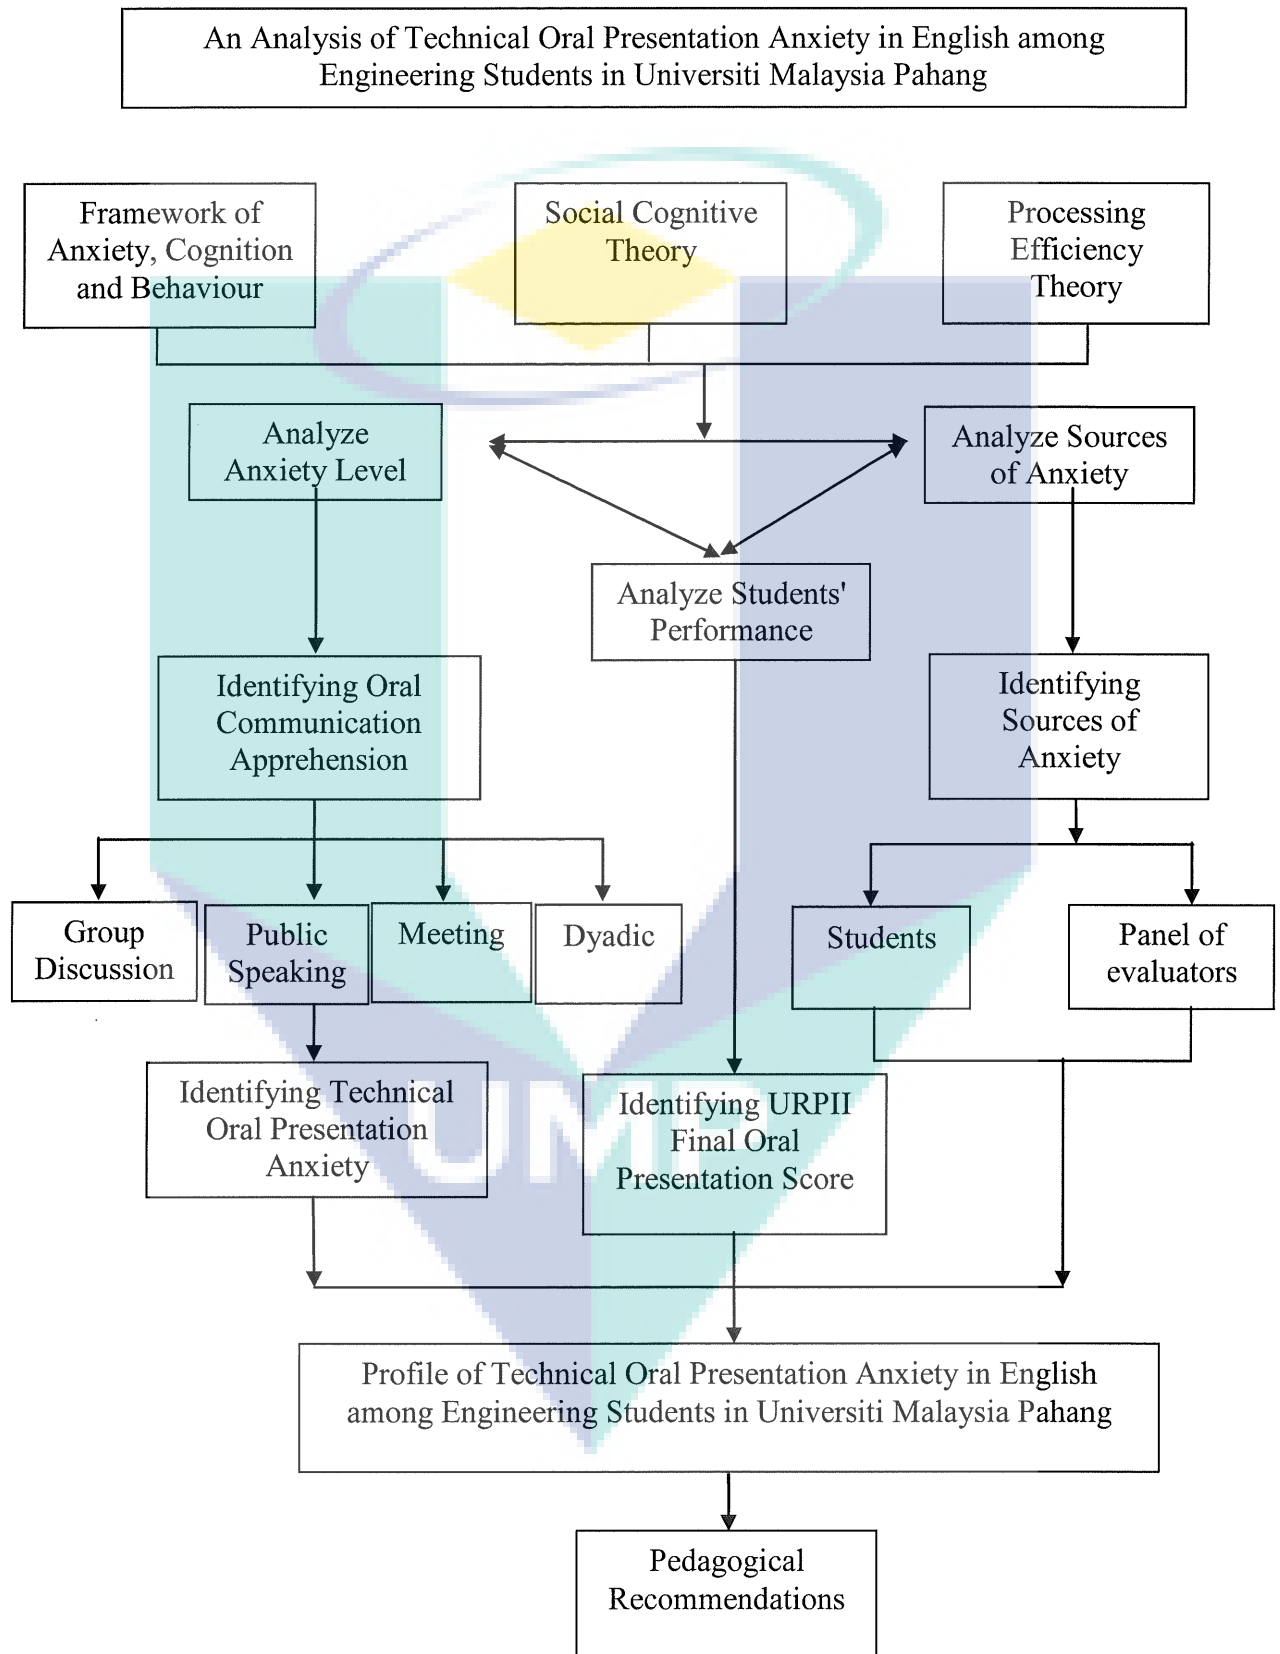 An Analysis of Technical Oral Presentation Anxiety in English among
Engineering Students in Universiti Malaysia Pahang
Framework of
Anxiety, Cognition
and Behaviour
Social Cognitive
Theory
Processing
Efficiency
Theory
Analyze
Anxiety Level
Analyze Sources
of Anxiety
Analyze Students'
Performance
Identifying Oral
Communication
Apprehension
Identifying
Sources of
Anxiety
Group
Discussion
Public
Speaking
Meeting
Dyadic
Students
Panel of
evaluators
Identifying Technical
Oral Presentation
Anxiety
Identifying URPII
Final Oral
Presentation Score
UMP
Profile of Technical Oral Presentation Anxiety in English
among Engineering Students in Universiti Malaysia Pahang
Pedagogical
Recommendations